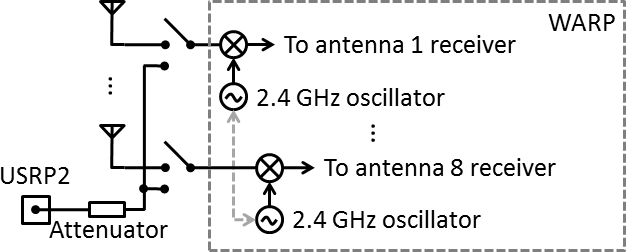 WARP
To antenna 1 receiver
2.4 GHz oscillator
To antenna 8 receiver
USRP2
2.4 GHz oscillator
Attenuator